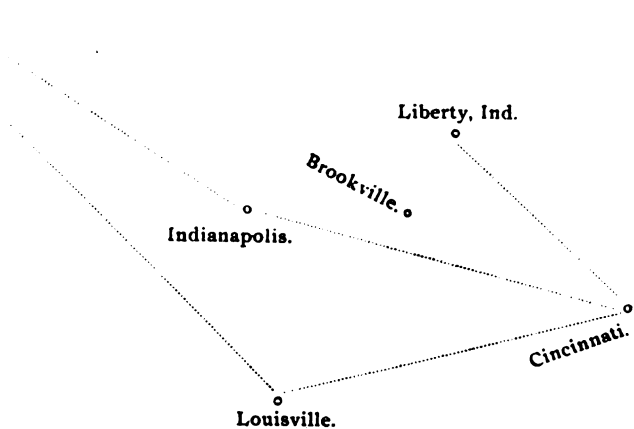 Liberty, Ind.
Brookville.
Indianapolis.
Cincinnati.
Louisville.